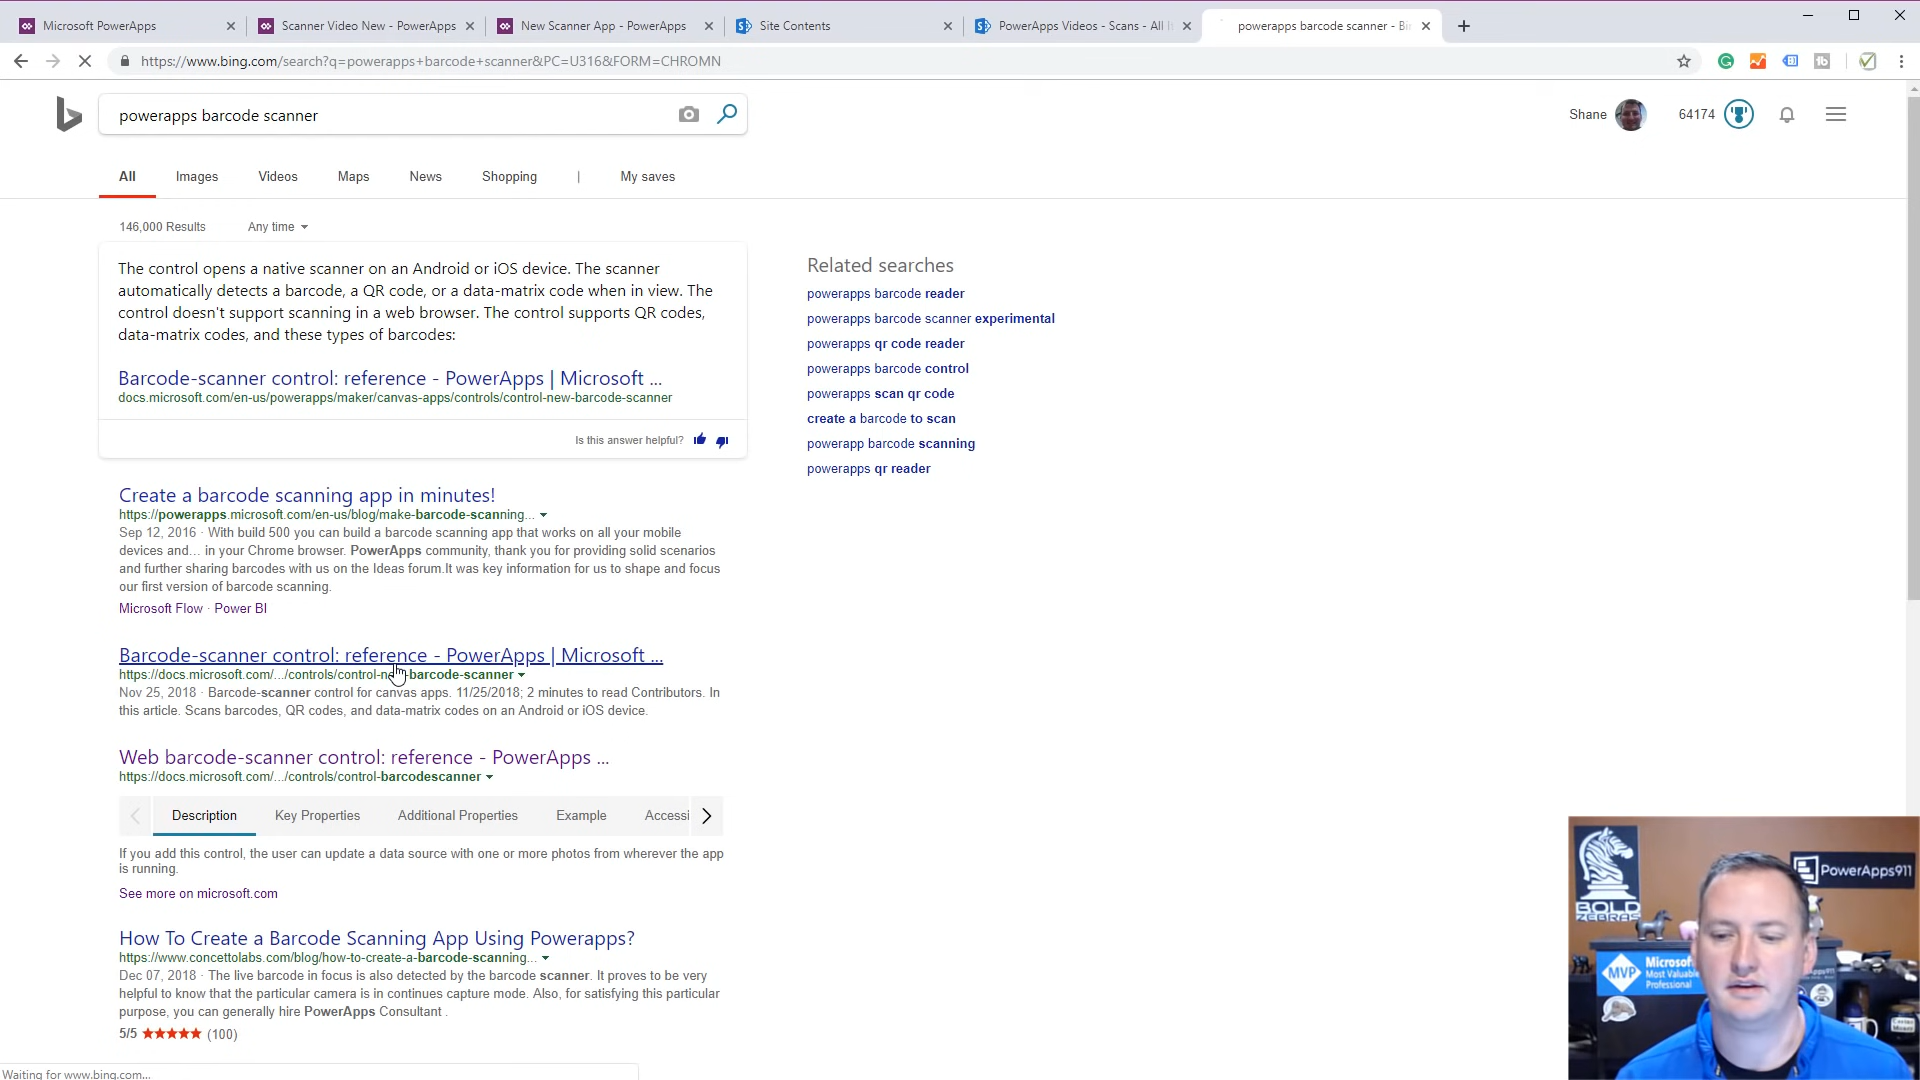 Microsoft PowerApps
Scanner Video New - PowerApps
New Scanner App - PowerApps
Site Contents
PowerApps Videos - Scans - All It
powerapps barcode scanner - Bi
https://www.bing.com/search?q=powerapps+barcode+scanner&PC=U316&FORM=CHROMN
powerapps barcode scanner
Shane
64174
All
Images
Videos
Maps
News
Shopping
|
My saves
146,000 Results
Any time
The control opens a native scanner on an Android or iOS device. The scanner
automatically detects a barcode, a QR code, or a data-matrix code when in view. The
control doesn't support scanning in a web browser. The control supports QR codes,
data-matrix codes, and these types of barcodes:
Barcode-scanner control: reference - PowerApps | Microsoft ...
docs.microsoft.com/en-us/powerapps/maker/canvas-apps/controls/control-new-barcode-scanner
Is this answer helpful?
Related searches
powerapps barcode reader
powerapps barcode scanner experimental
powerapps qr code reader
powerapps barcode control
powerapps scan qr code
create a barcode to scan
powerapp barcode scanning
powerapps qr reader
Create a barcode scanning app in minutes!
https://powerapps.microsoft.com/en-us/blog/make-barcode-scanning...
Sep 12, 2016 · With build 500 you can build a barcode scanning app that works on all your mobile
devices and... in your Chrome browser. PowerApps community, thank you for providing solid scenarios
and further sharing barcodes with us on the Ideas forum.It was key information for us to shape and focus
our first version of barcode scanning.
Microsoft Flow · Power BI
Barcode-scanner control: reference - PowerApps | Microsoft ...
https://docs.microsoft.com/.../controls/control-new-barcode-scanner
Nov 25, 2018 · Barcode-scanner control for canvas apps. 11/25/2018; 2 minutes to read Contributors. In
this article. Scans barcodes, QR codes, and data-matrix codes on an Android or iOS device.
Web barcode-scanner control: reference - PowerApps ...
https://docs.microsoft.com/.../controls/control-barcodescanner
Description
Key Properties
Additional Properties
Example
Accessi
If you add this control, the user can update a data source with one or more photos from wherever the app
is running.
See more on microsoft.com
How To Create a Barcode Scanning App Using Powerapps?
https://www.concettolabs.com/blog/how-to-create-a-barcode-scanning...
Dec 07, 2018 · The live barcode in focus is also detected by the barcode scanner. It proves to be very
helpful to know that the particular camera is in continues capture mode. Also, for satisfying this particular
purpose, you can generally hire PowerApps Consultant .
5/5
(100)
Waiting for www.bing.com...
BOLD
ZEBRAS
PowerApps911
MVP
Microsof
Most Valuable
Professional